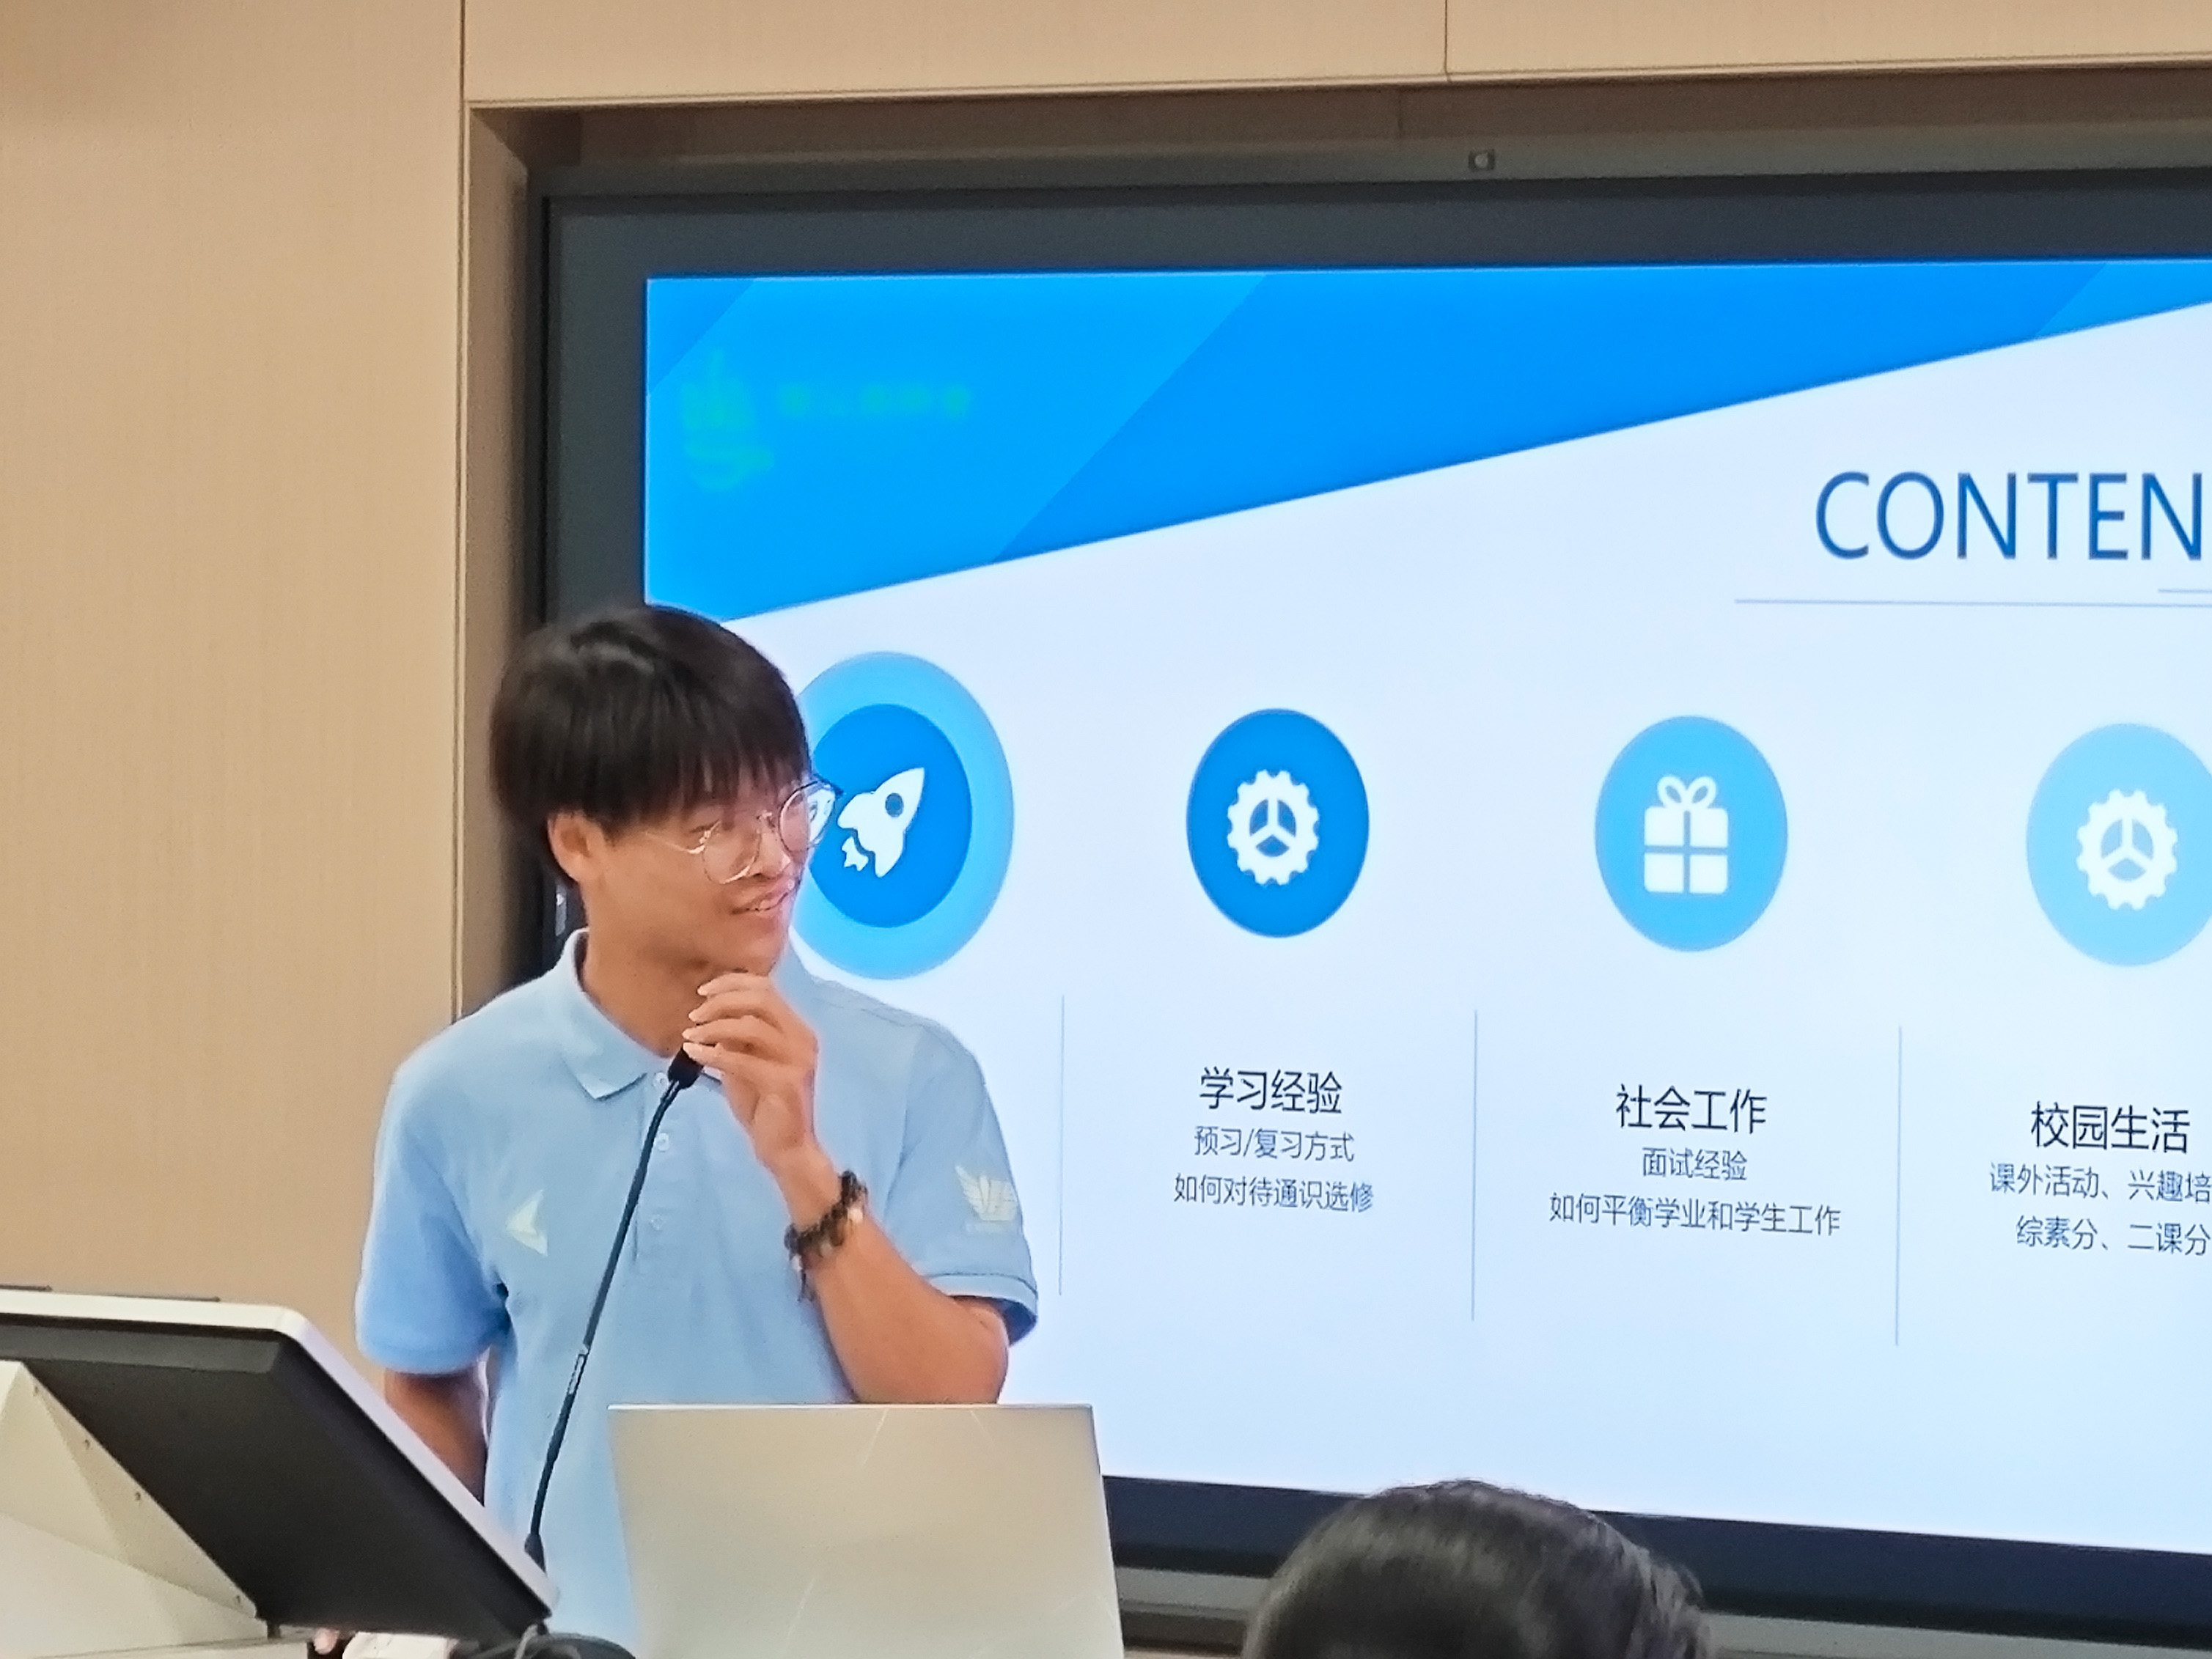 CONTEN
学习经验
预习/复习方式
如何对待通识选修
社会工作
面试经验
如何平衡学业和学生工作
校园生活
课外活动、兴趣培
综素分、二课分